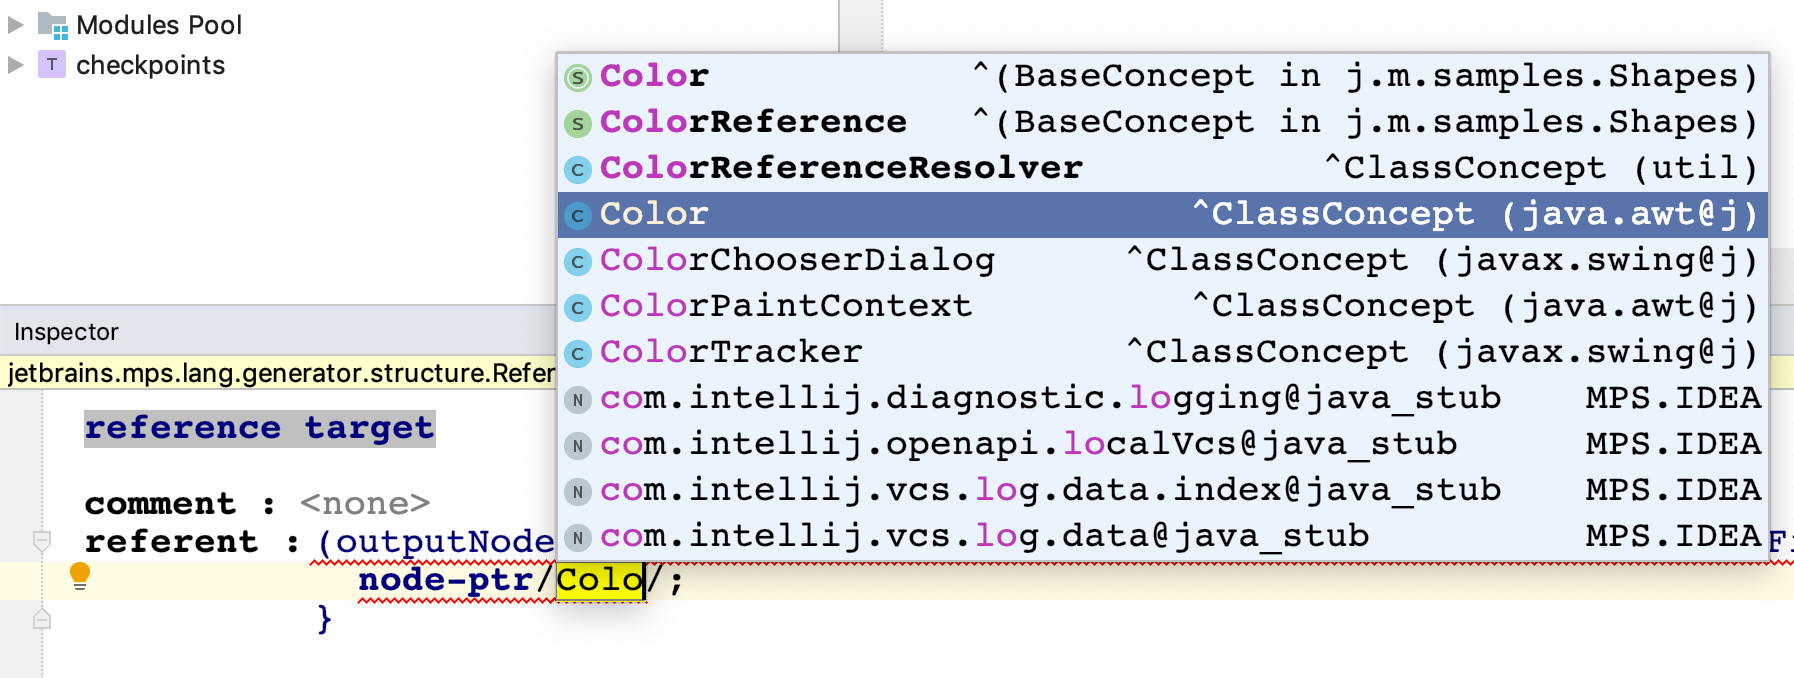 Modules Pool
T checkpoints
S Color ^(BaseConcept in j.m.samples.Shapes)
S ColorReference ^(BaseConcept in j.m.samples.Shapes)
C ColorReferenceResolver ^ClassConcept (util)
C Color ^ClassConcept (java.awt@j)
C ColorChooserDialog ^ClassConcept (javax.swing@j)
C ColorPaintContext ^ClassConcept (java.awt@j)
C ColorTracker ^ClassConcept (javax.swing@j)
N com.intellij.diagnostic.logging@java_stub MPS.IDEA
N com.intellij.openapi.localVcs@java_stub MPS.IDEA
N com.intellij.vcs.log.data.index@java_stub MPS.IDEA
N com.intellij.vcs.log.data@java_stub MPS.IDEA
Inspector
jetbrains.mps.lang.generator.structure.Refer
reference target
comment : <none>
referent : (outputNode
node-ptr/Colo/;
}